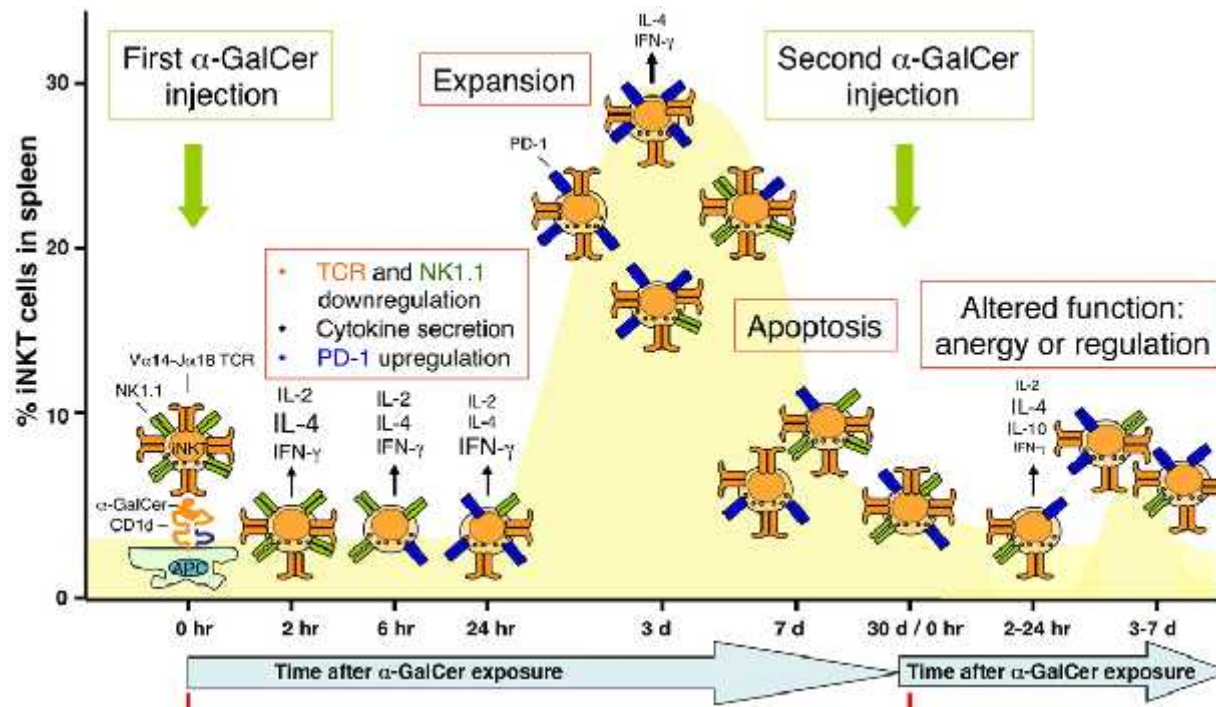 First α-GalCer
injection
Expansion
IL-4
IFN-γ
Second α-GalCer
injection
PD-1
30
20
10
0
% iNKT cells in spleen
• TCR and NK1.1
downregulation
• Cytokine secretion
• PD-1 upregulation
Apoptosis
Altered function:
anergy or regulation
Vα14-Jα18 TCR
NK1.1
iNKT
α-GalCer
CD1d
APC
IL-2
IL-4
IFN-γ
IL-2
IL-4
IFN-γ
IL-2
IL-4
IFN-γ
IL-2
IL-4
IL-10
IFN-γ
0 hr
2 hr
6 hr
24 hr
3 d
7 d
30 d / 0 hr
2-24 hr
3-7 d
Time after α-GalCer exposure
Time after α-GalCer exposure